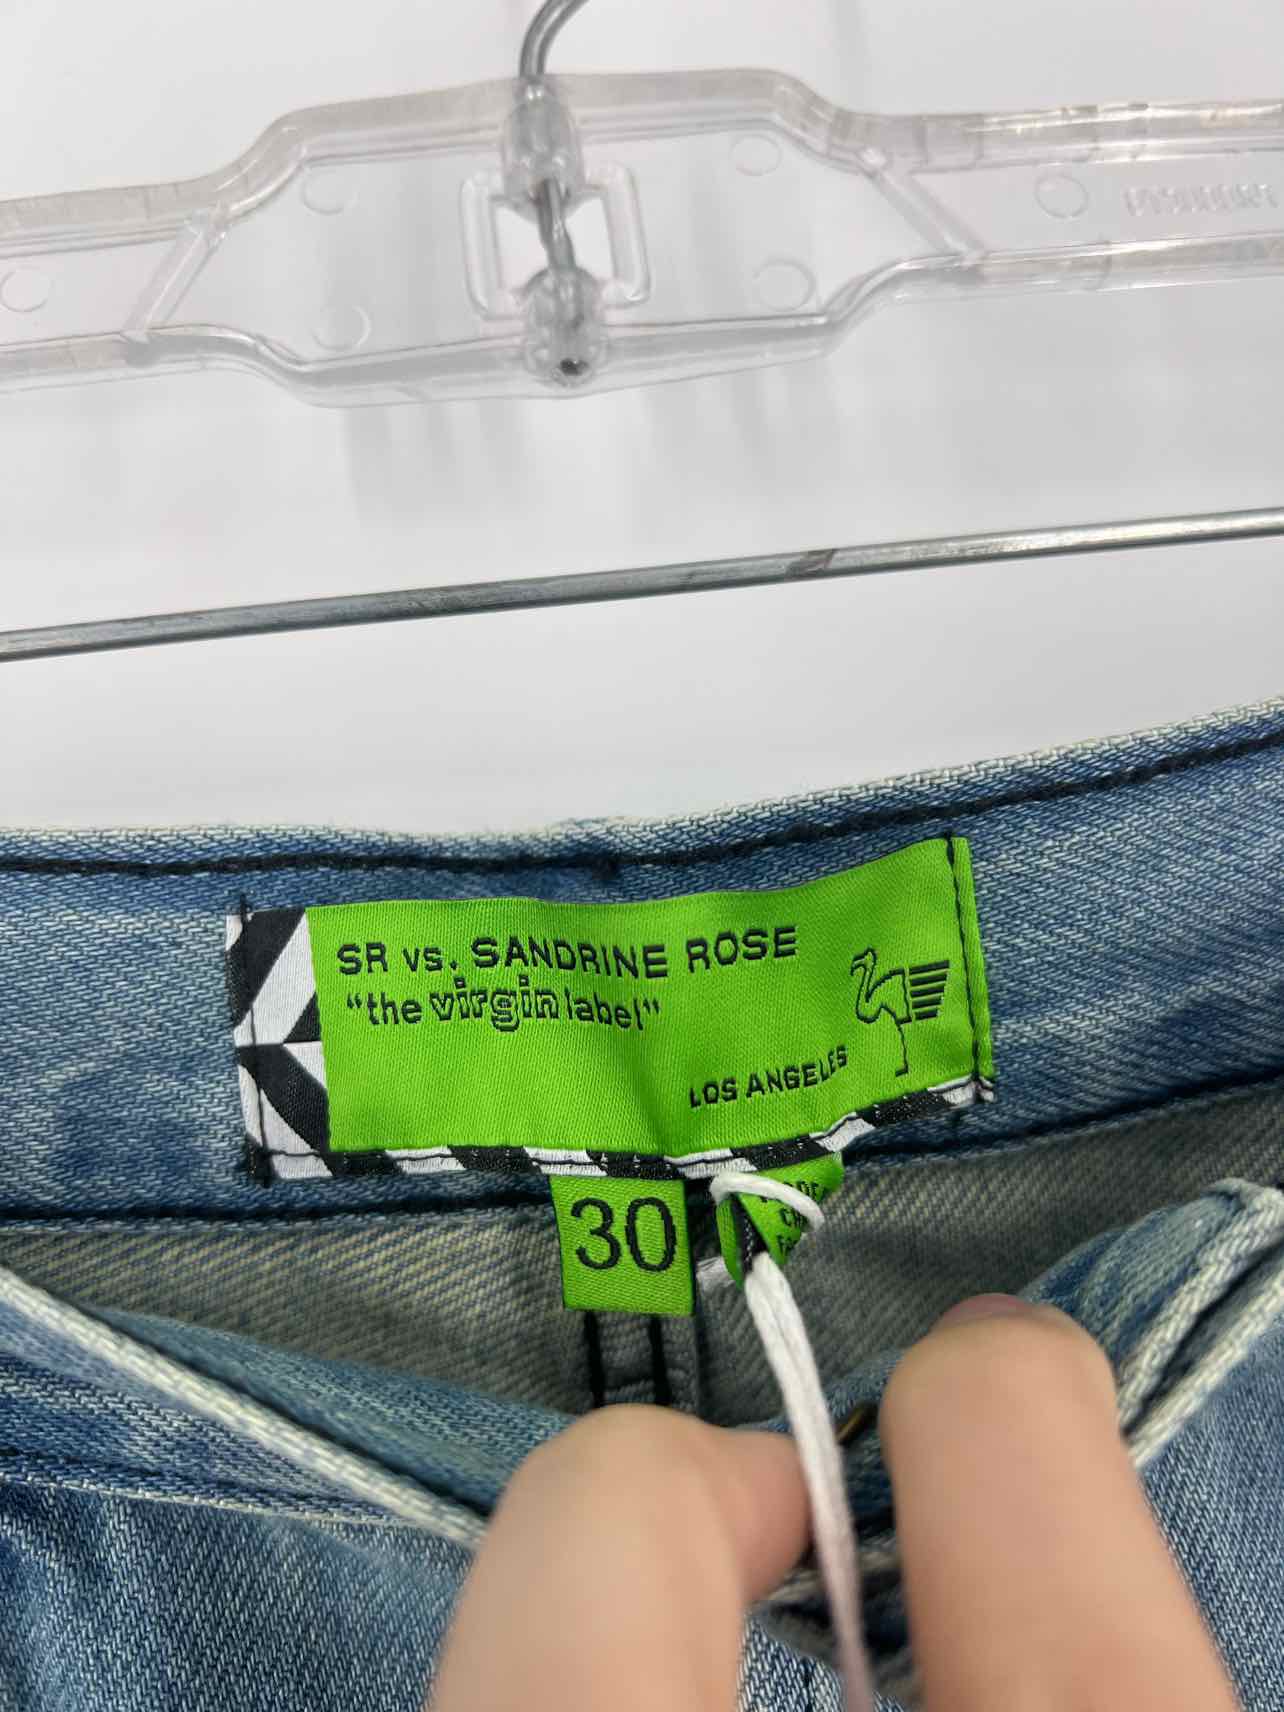 SR vs. SANDRINE ROSE
"the virgin label"
LOS ANGELES
30